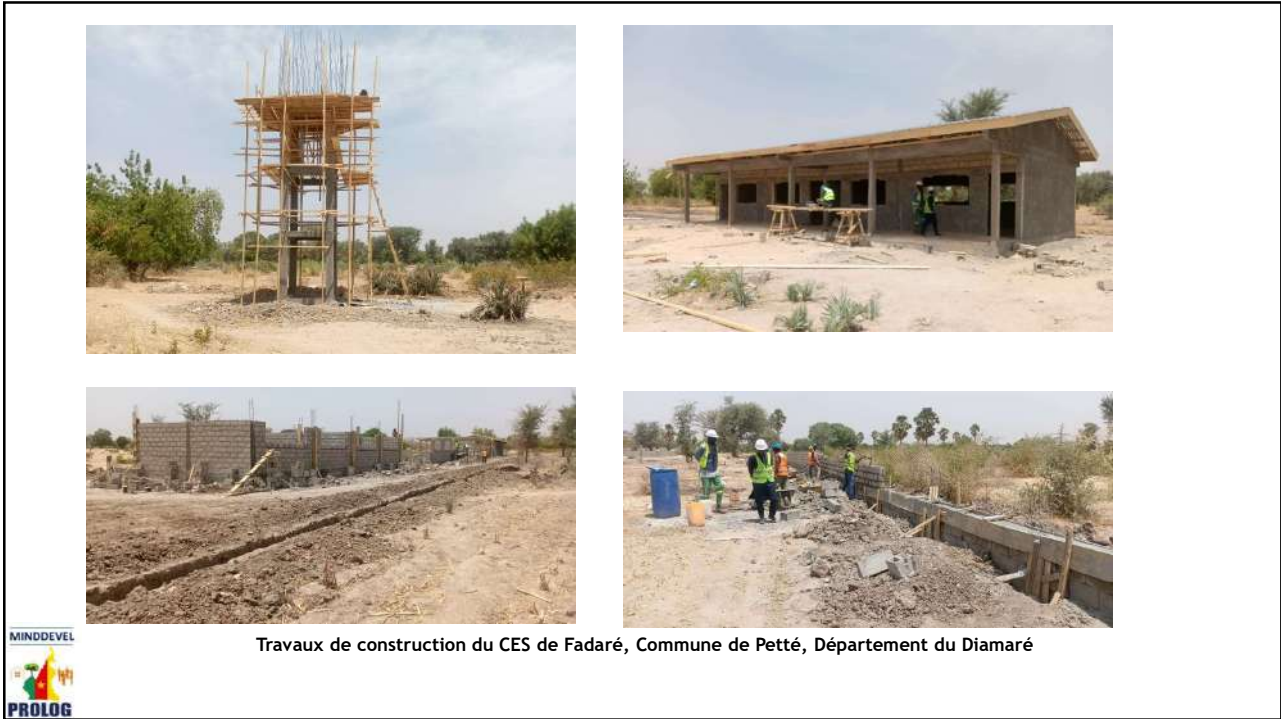 MINDDEVEL
Travaux de construction du CES de Fadaré, Commune de Petté, Département du Diamaré
PROLOG